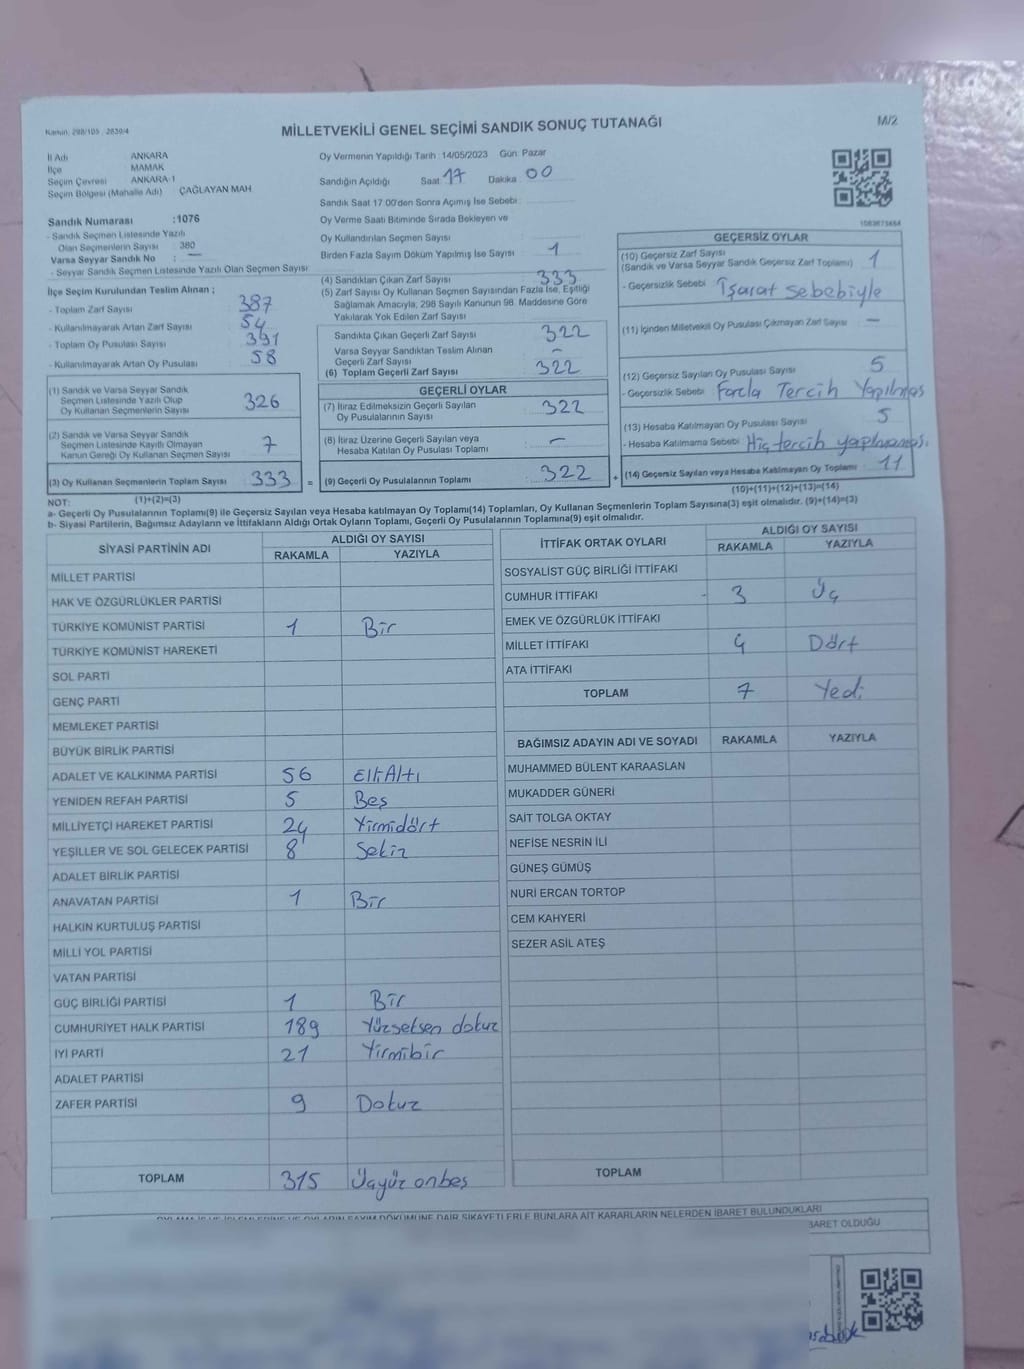 Kanun: 298/105 , 2839/4
MİLLETVEKİLİ GENEL SEÇİMİ SANDIK SONUÇ TUTANAĞI
M/2
İl Adı ANKARA
İlçe MAMAK
Seçim Çevresi ANKARA-1
Seçim Bölgesi (Mahalle Adı) ÇAĞLAYAN MAH.
Sandık Numarası :1076
- Sandık Seçmen Listesinde Yazılı
Olan Seçmenlerin Sayısı : 380
Varsa Seyyar Sandık No : —
- Seyyar Sandık Seçmen Listesinde Yazılı Olan Seçmen Sayısı
İlçe Seçim Kurulundan Teslim Alınan ;
- Toplam Zarf Sayısı 387
- Kullanılmayarak Artan Zarf Sayısı 54
- Toplam Oy Pusulası Sayısı 391
- Kullanılmayarak Artan Oy Pusulası 58
(1) Sandık ve Varsa Seyyar Sandık
Seçmen Listesinde Yazılı Olup
Oy Kullanan Seçmenlerin Sayısı 326
(2) Sandık ve Varsa Seyyar Sandık
Seçmen Listesinde Kayıtlı Olmayan
Kanun Gereği Oy Kullanan Seçmen Sayısı 7
(3) Oy Kullanan Seçmenlerin Toplam Sayısı 333 =
(1)+(2)=(3)
Oy Vermenin Yapıldığı Tarih :14/05/2023 Gün: Pazar
Sandığın Açıldığı Saat 17 Dakika 00
Sandık Saat 17.00'den Sonra Açılmış İse Sebebi
Oy Verme Saati Bitiminde Sırada Bekleyen ve
Oy Kullandırılan Seçmen Sayısı
Birden Fazla Sayım Döküm Yapılmış İse Sayısı 1
(4) Sandıktan Çıkan Zarf Sayısı 333
(5) Zarf Sayısı Oy Kullanan Seçmen Sayısından Fazla İse, Eşitliği
Sağlamak Amacıyla; 298 Sayılı Kanunun 98. Maddesine Göre
Yakılarak Yok Edilen Zarf Sayısı
Sandıkta Çıkan Geçerli Zarf Sayısı 322
Varsa Seyyar Sandıktan Teslim Alınan
Geçerli Zarf Sayısı –
(6) Toplam Geçerli Zarf Sayısı 322
GEÇERLİ OYLAR
(7) İtiraz Edilmeksizin Geçerli Sayılan
Oy Pusulalarının Sayısı 322
(8) İtiraz Üzerine Geçerli Sayılan veya
Hesaba Katılan Oy Pusulası Toplamı –
(9) Geçerli Oy Pusulasının Toplamı 322 +
GEÇERSİZ OYLAR
(10) Geçersiz Zarf Sayısı
(Sandık ve Varsa Seyyar Sandık Geçersiz Zarf Toplamı) 1
- Geçersizlik Sebebi İşarat sebebiyle
(11) İçinden Milletvekili Oy Pusulası Çıkmayan Zarf Sayısı –
(12) Geçersiz Sayılan Oy Pusulası Sayısı 5
- Geçersizlik Sebebi Fazla Tercih Yapılmas
(13) Hesaba Katılmayan Oy Pusulası Sayısı 5
- Hesaba Katılmama Sebebi Hiç tercih yapılmamas.
(14) Geçersiz Sayılan veya Hesaba Katılmayan Oy Toplamı 11
(10)+(11)+(12)+(13)=(14)
NOT:
a- Geçerli Oy Pusulalarının Toplamı(9) ile Geçersiz Sayılan veya Hesaba katılmayan Oy Toplamı(14) Toplamları, Oy Kullanan Seçmenlerin Toplam Sayısına(3) eşit olmalıdır. (9)+(14)=(3)
b- Siyasi Partilerin, Bağımsız Adayların ve İttifakların Aldığı Ortak Oyların Toplamı, Geçerli Oy Pusulasının Toplamına(9) eşit olmalıdır.
SİYASİ PARTİNİN ADI ALDIĞI OY SAYISI
RAKAMLA YAZIYLA
MİLLET PARTİSİ
HAK VE ÖZGÜRLÜKLER PARTİSİ
TÜRKİYE KOMÜNİST PARTİSİ 1 Bir
TÜRKİYE KOMÜNİST HAREKETİ
SOL PARTİ
GENÇ PARTİ
MEMLEKET PARTİSİ
BÜYÜK BİRLİK PARTİSİ
ADALET VE KALKINMA PARTİSİ 56 Elli Altı
YENİDEN REFAH PARTİSİ 5 Beş
MİLLİYETÇİ HAREKET PARTİSİ 24 Yirmidört
YEŞİLLER VE SOL GELECEK PARTİSİ 8 Sekiz
ADALET BİRLİK PARTİSİ
ANAVATAN PARTİSİ 1 Bir
HALKIN KURTULUŞ PARTİSİ
MİLLİ YOL PARTİSİ
VATAN PARTİSİ
GÜÇ BİRLİĞİ PARTİSİ 1 Bir
CUMHURİYET HALK PARTİSİ 189 Yüzseksen dokuz
İYİ PARTİ 21 Yirmibir
ADALET PARTİSİ
ZAFER PARTİSİ 9 Dokuz
TOPLAM 315 Üçyüz onbeş
İTTİFAK ORTAK OYLARI ALDIĞI OY SAYISI
RAKAMLA YAZIYLA
SOSYALİST GÜÇ BİRLİĞİ İTTİFAKI
CUMHUR İTTİFAKI 3 Üç
EMEK VE ÖZGÜRLÜK İTTİFAKI
MİLLET İTTİFAKI 4 Dört
ATA İTTİFAKI
TOPLAM 7 Yedi
BAĞIMSIZ ADAYIN ADI VE SOYADI RAKAMLA YAZIYLA
MUHAMMED BÜLENT KARAASLAN
MUKADDER GÜNERİ
SAİT TOLGA OKTAY
NEFİSE NESRİN İLİ
GÜNEŞ GÜMÜŞ
NURİ ERCAN TORTOP
CEM KAHYERİ
SEZER ASİL ATEŞ
TOPLAM
OYLAMA İŞ VE İŞLEMLERİNE VE OYLARIN SAYIM DÖKÜMÜNE DAİR ŞİKAYETLERLE BUNLARA AİT KARARLARIN NELERDEN İBARET BULUNDUKLARI
BARET OLDUĞU